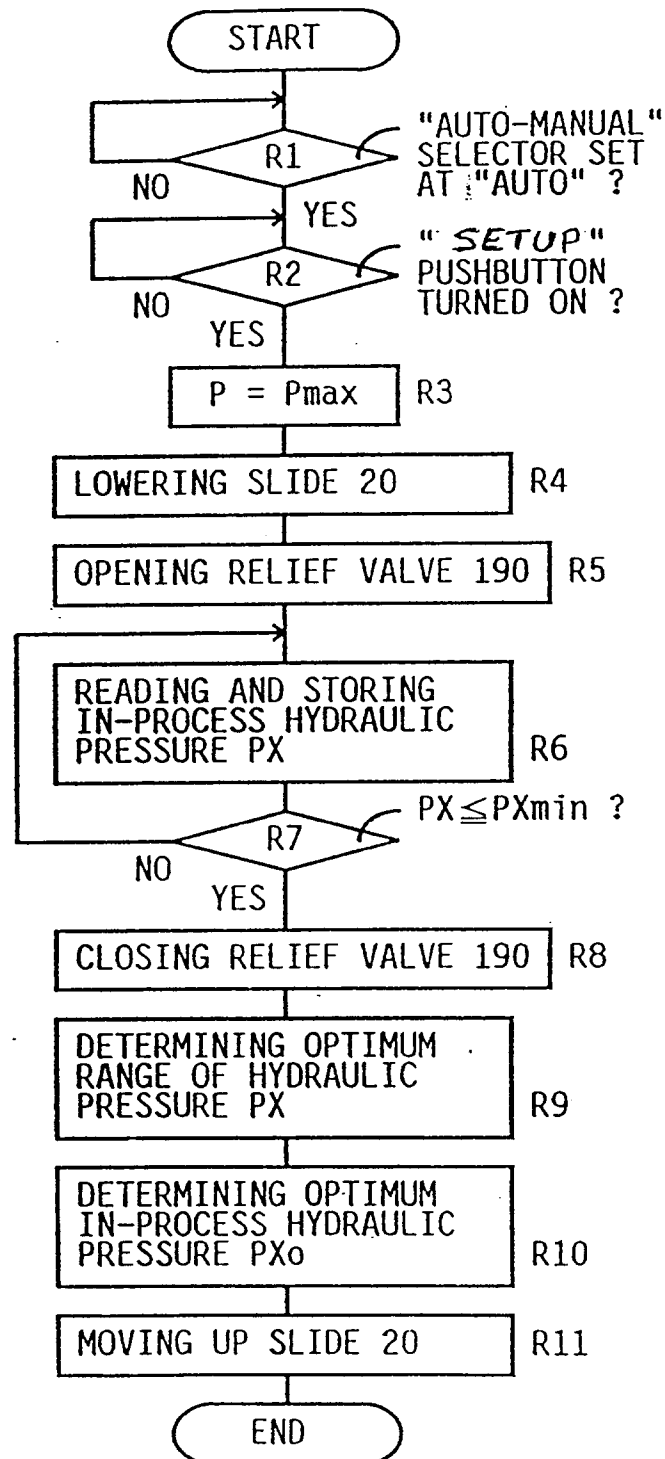 START
R1
"AUTO-MANUAL"
SELECTOR SET
AT "AUTO" ?
NO
YES
R2
"SETUP"
PUSHBUTTON
TURNED ON ?
NO
YES
P = Pmax
R3
LOWERING SLIDE 20
R4
OPENING RELIEF VALVE 190
R5
READING AND STORING
IN-PROCESS HYDRAULIC
PRESSURE PX
R6
PX≦PXmin ?
R7
NO
YES
CLOSING RELIEF VALVE 190
R8
DETERMINING OPTIMUM
RANGE OF HYDRAULIC
PRESSURE PX
R9
DETERMINING OPTIMUM
IN-PROCESS HYDRAULIC
PRESSURE PXo
R10
MOVING UP SLIDE 20
R11
END